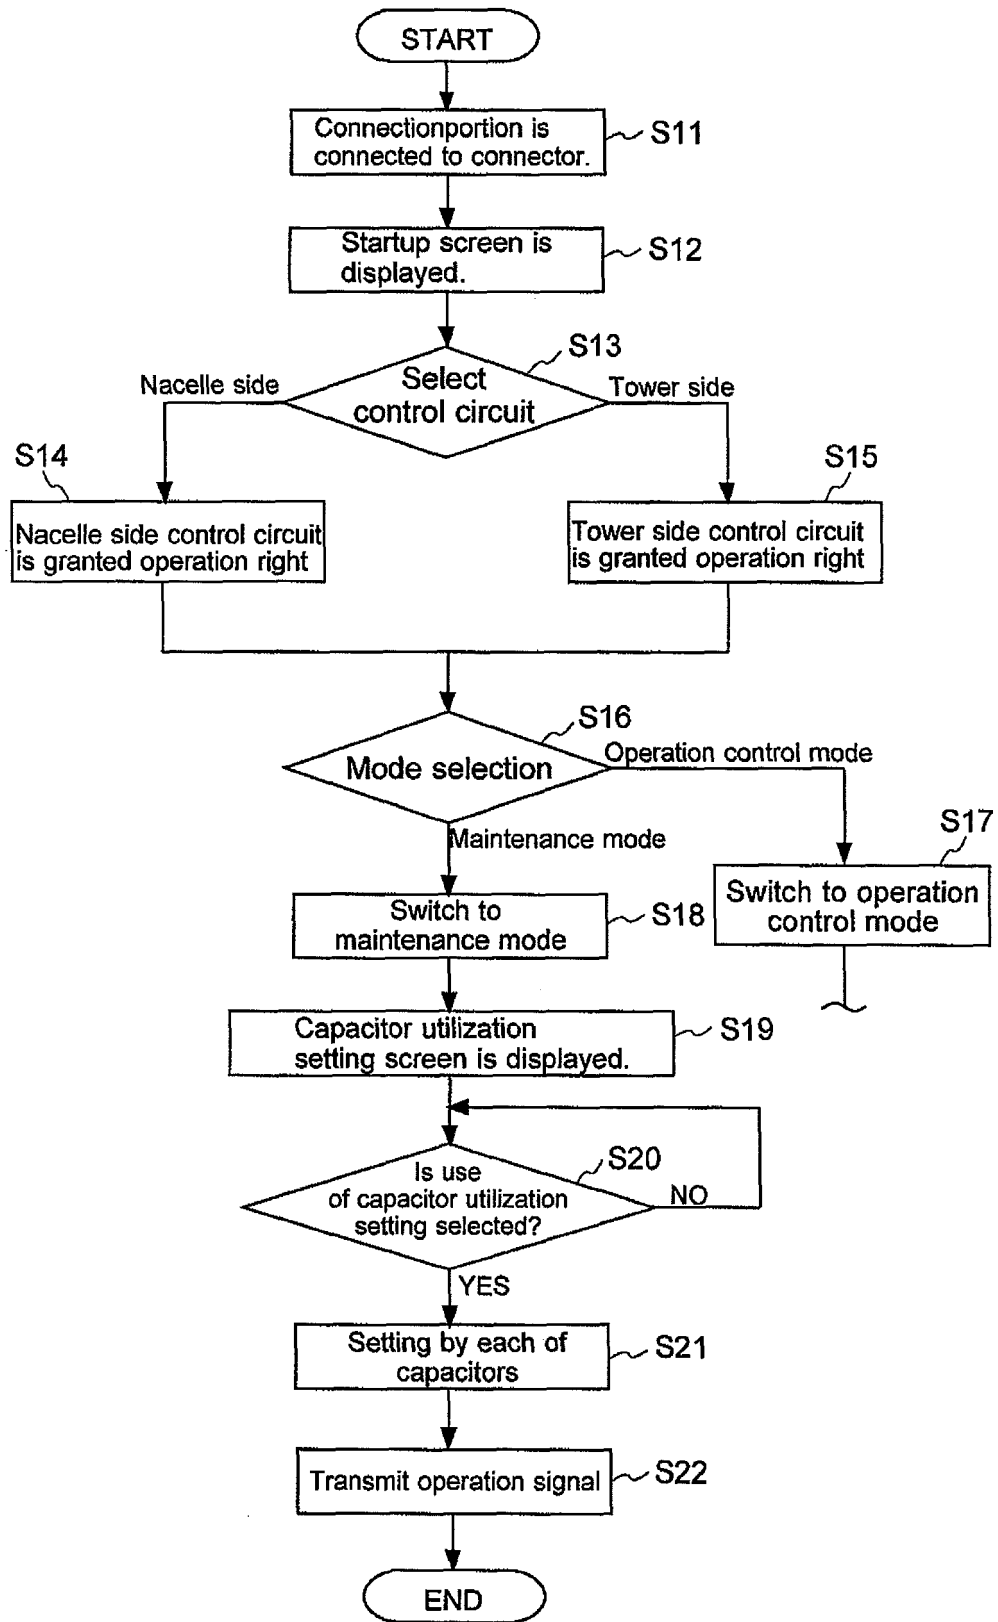 START
Connectionportion is
connected to connector.
S11
Startup screen is
displayed.
S12
S13
Select
control circuit
Nacelle side
Tower side
S14
Nacelle side control circuit
is granted operation right
S15
Tower side control circuit
is granted operation right
S16
Mode selection
Operation control mode
Maintenance mode
S17
Switch to operation
control mode
Switch to
maintenance mode
S18
Capacitor utilization
setting screen is displayed.
S19
S20
Is use
of capacitor utilization
setting selected?
NO
YES
Setting by each of
capacitors
S21
Transmit operation signal
S22
END